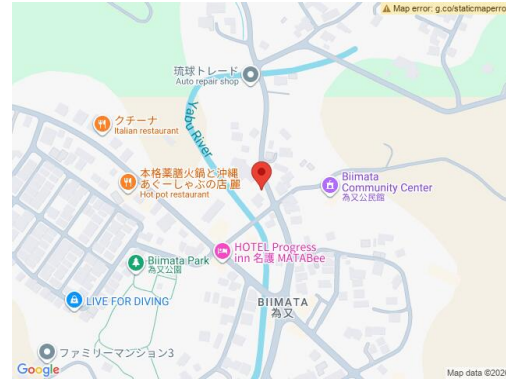 Map error: g.co/staticmaperro
琉球トレード
Auto repair shop
クチーナ
Italian restaurant
Yabu River
本格薬膳火鍋と沖縄
あぐーしゃぶの店 麗
Hot pot restaurant
Biimata
Community Center
為又公民館
HOTEL Progress
inn 名護 MATABee
Biimata Park
為又公園
BIIMATA
為又
LIVE FOR DIVING
ファミリーマンション3
Google
Map data ©2026